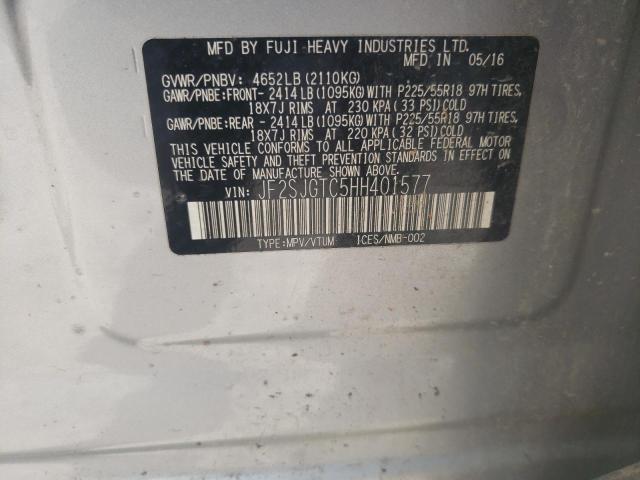 MFD BY FUJI HEAVY INDUSTRIES LTD.
MFD IN 05/16
GVWR/PNBV: 4652LB (2110KG)
GAWR/PNBE:FRONT- 2414 LB (1095KG) WITH P225/55R18 97H TIRES,
18X7J RIMS AT 230 KPA (33 PSI) COLD
GAWR/PNBE:REAR - 2414 LB (1095KG) WITH P225/55R18 97H TIRES,
18X7J RIMS AT 220 KPA (32 PSI) COLD
THIS VEHICLE CONFORMS TO ALL APPLICABLE FEDERAL MOTOR
VEHICLE SAFETY AND THEFT PREVENTION STANDARDS IN EFFECT ON
THE DATE OF MANUFACTURE SHOWN ABOVE.
VIN: JF2SJGTC5HH401577
TYPE:MPV/VTUM ICES/NMB-002